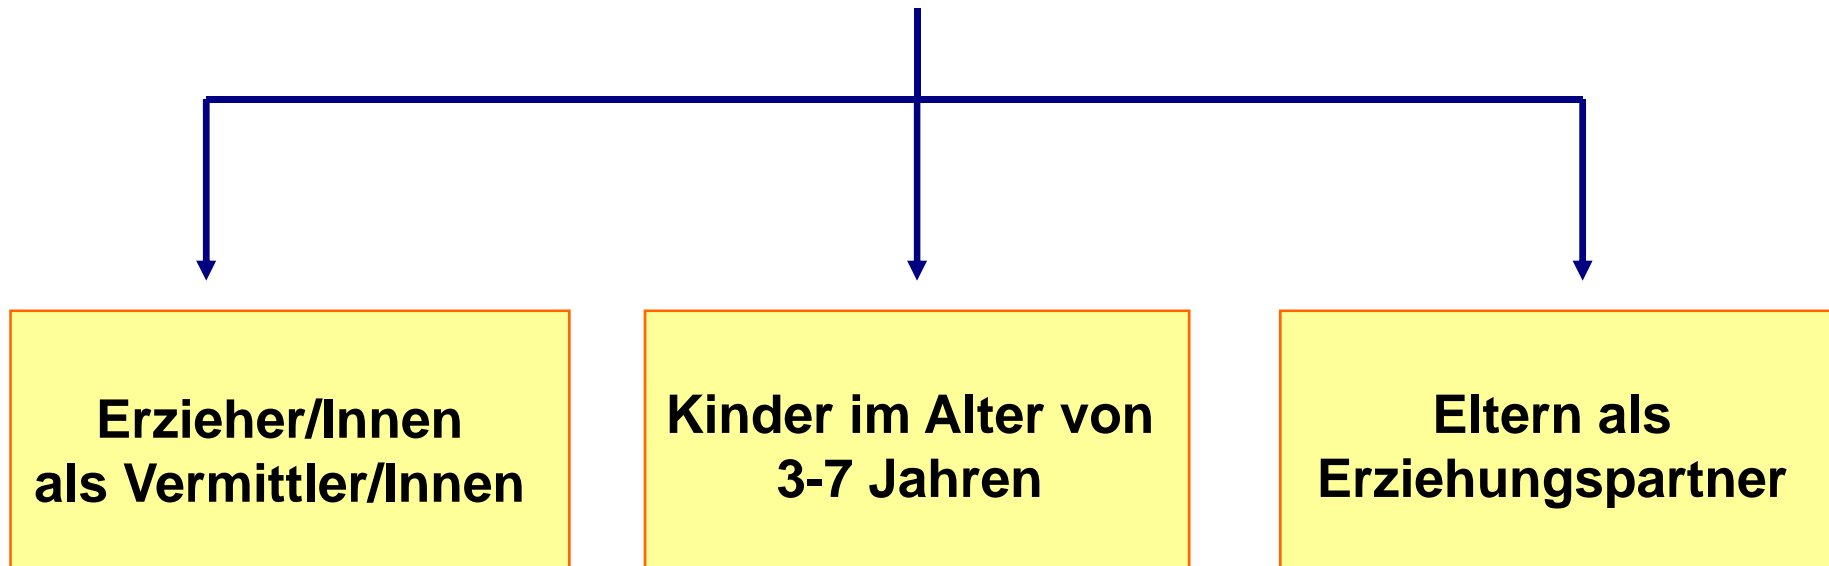 Erzieher/Innen
als Vermittler/Innen
Kinder im Alter von
3-7 Jahren
Eltern als
Erziehungspartner